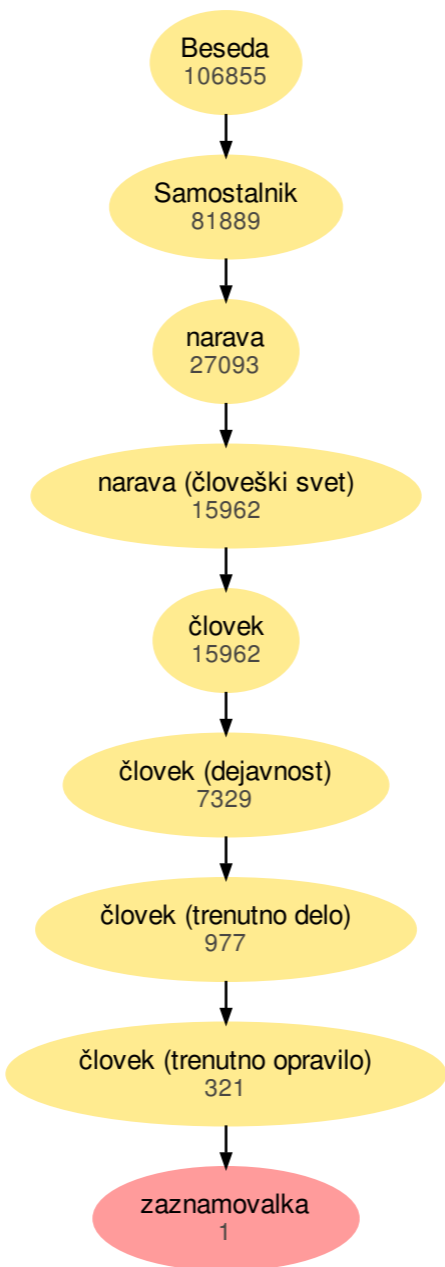 Beseda
106855
Samostalnik
81889
narava
27093
narava (človeški svet)
15962
človek
15962
človek (dejavnost)
7329
človek (trenutno delo)
977
človek (trenutno opravilo)
321
zaznamovalka
1